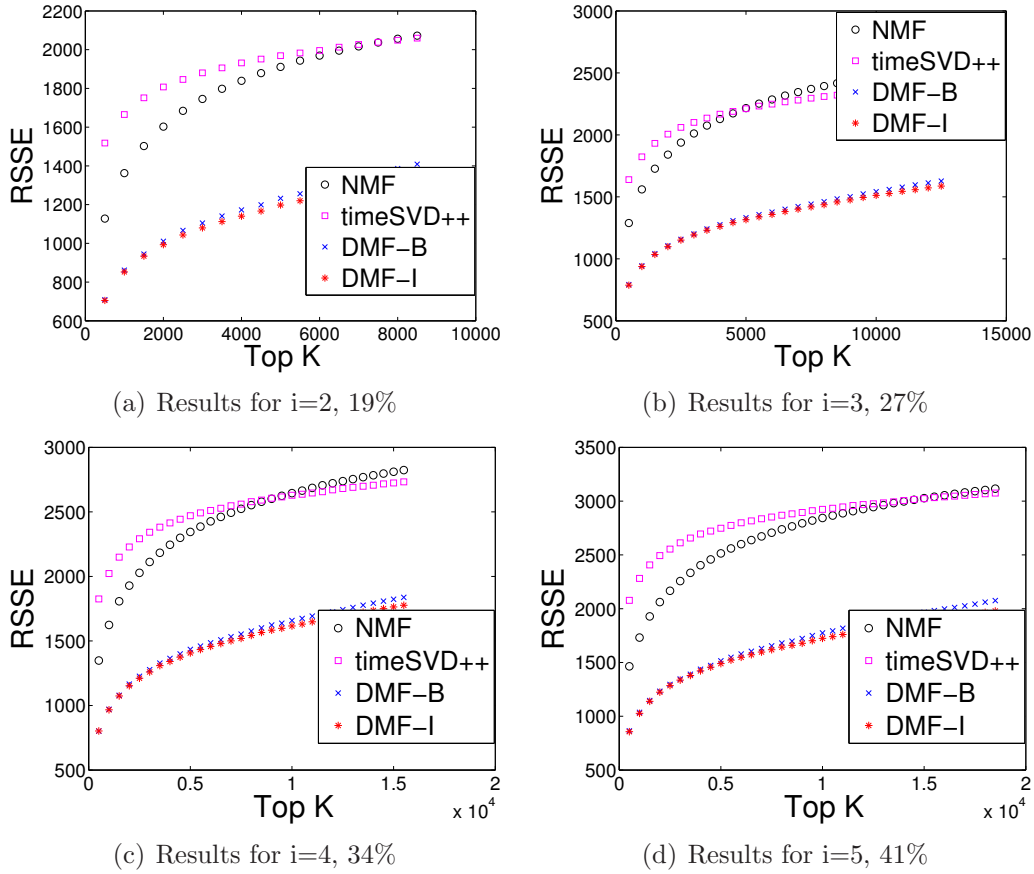 2200
2000
1800
1600
1400
1200
1000
800
600
RSSE
NMF
timeSVD++
DMF-B
DMF-I
0 2000 4000 6000 8000 10000
Top K
(a) Results for i=2, 19%
3000
2500
2000
1500
1000
500
RSSE
NMF
timeSVD++
DMF-B
DMF-I
0 5000 10000 15000
Top K
(b) Results for i=3, 27%
3000
2500
2000
1500
1000
500
RSSE
NMF
timeSVD++
DMF-B
DMF-I
0 0.5 1 1.5 2
Top K
x 10⁴
(c) Results for i=4, 34%
3500
3000
2500
2000
1500
1000
500
RSSE
NMF
timeSVD++
DMF-B
DMF-I
0 0.5 1 1.5 2
Top K
x 10⁴
(d) Results for i=5, 41%